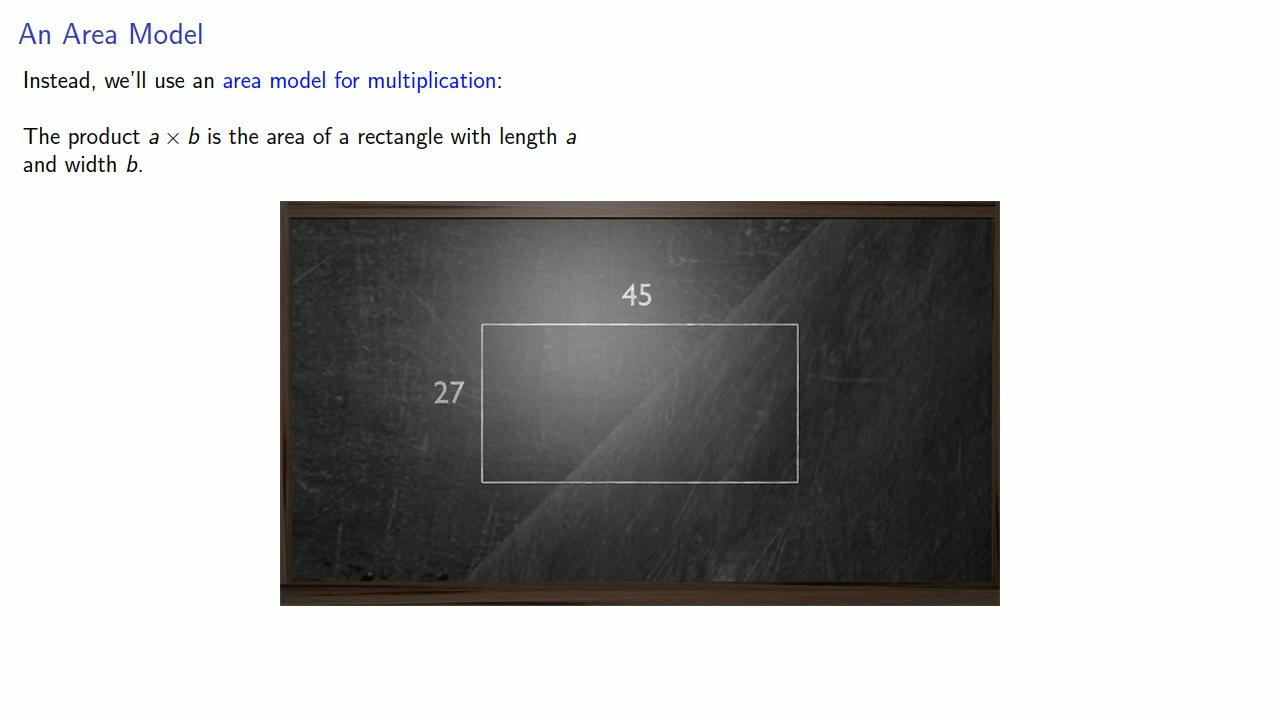 An Area Model
Instead, we'll use an area model for multiplication:
The product a × b is the area of a rectangle with length a
and width b.
45
27